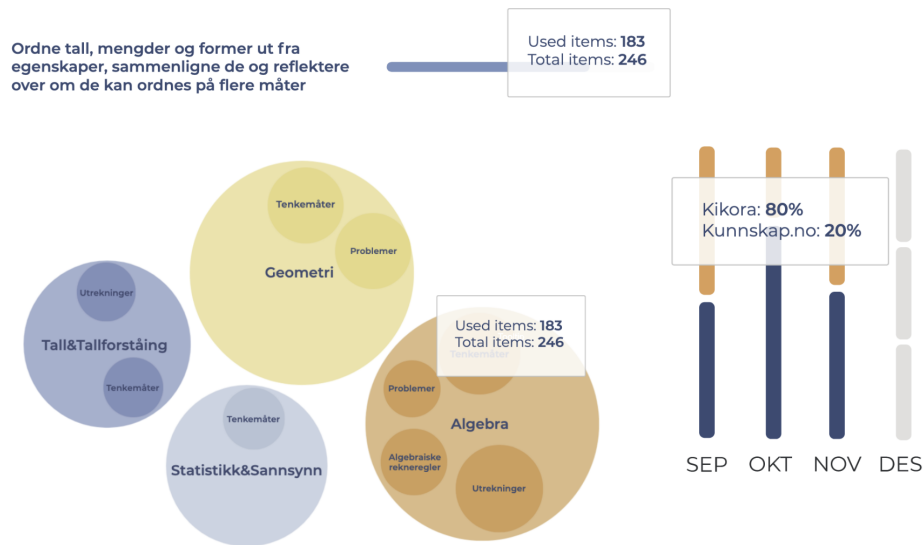 Ordne tall, mengder og former ut fra
egenskaper, sammenligne de og reflektere
over om de kan ordnes på flere måter
Used items: 183
Total items: 246
Tenkemåter
Problemer
Geometri
Utrekninger
Tall&Tallforståing
Tenkemåter
Tenkemåter
Statistikk&Sannsynn
Used items: 183
Total items: 246
Tenkemåter
Problemer
Algebra
Algebraiske
rekneregler
Utrekninger
Kikora: 80%
Kunnskap.no: 20%
SEP OKT NOV DES